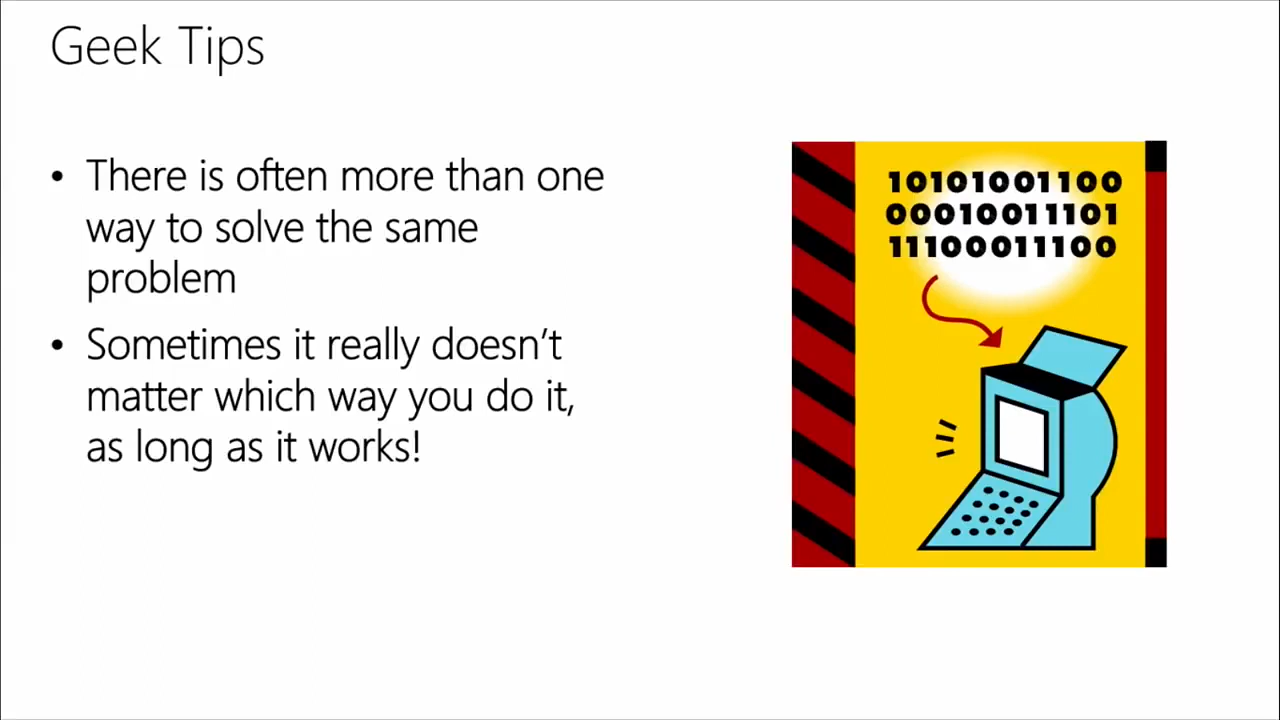 Geek Tips
• There is often more than one
way to solve the same
problem
• Sometimes it really doesn't
matter which way you do it,
as long as it works!
10101001100
00010011101
11100011100